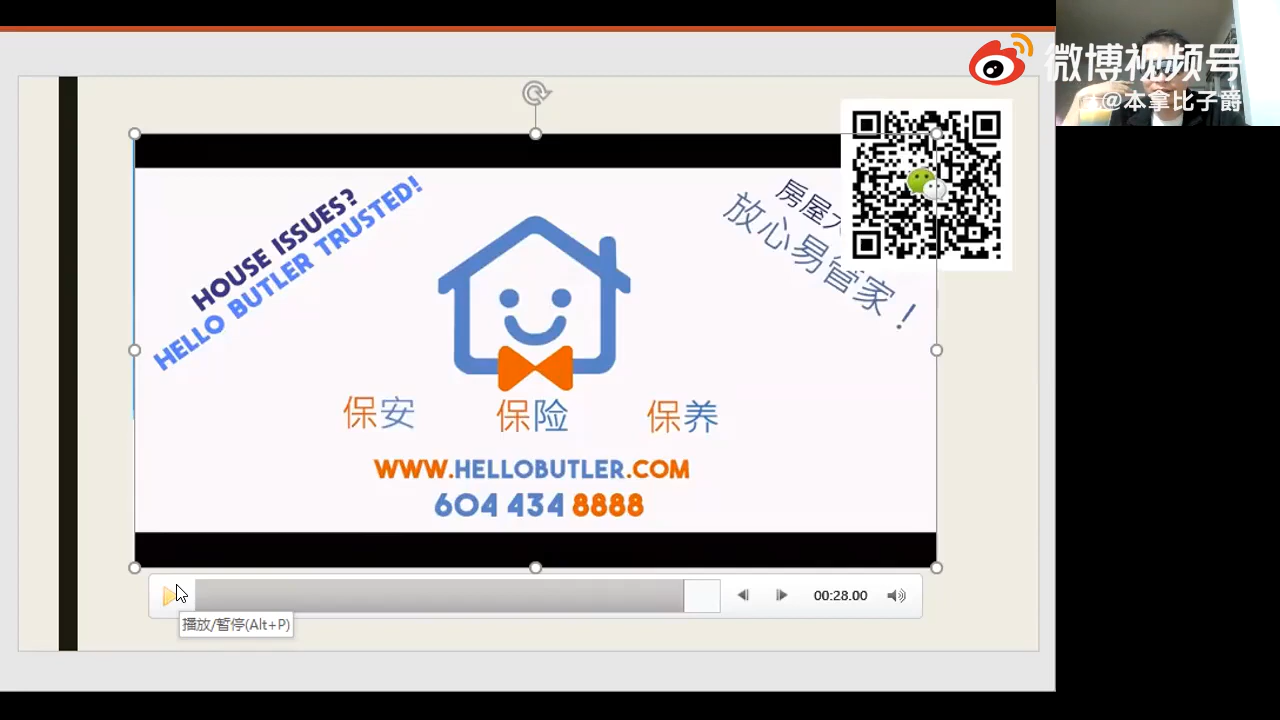 微博视频号
@本拿比子爵
HOUSE ISSUES?
HELLO BUTLER TRUSTED!
房屋
放心易管家！
保安 保险 保养
WWW.HELLOBUTLER.COM
604 434 8888
00:28.00
播放/暫停(Alt+P)